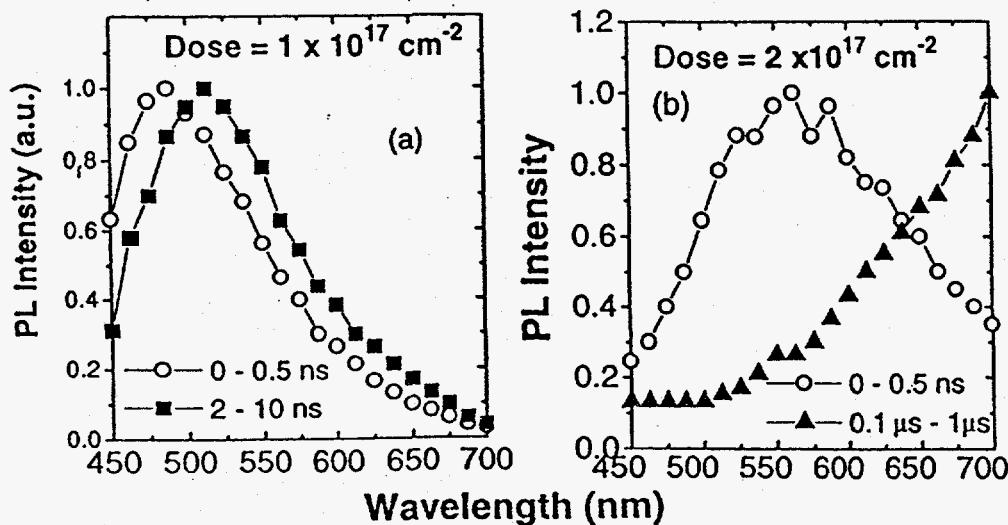 Dose = 1 x 10^17 cm^-2
(a)
PL Intensity (a.u.)
1.0
0.8
0.6
0.4
0.2
0.0
0 - 0.5 ns
2 - 10 ns
450 500 550 600 650 700
Dose = 2 x10^17 cm^-2
(b)
PL Intensity
1.2
1.0
0.8
0.6
0.4
0.2
0.0
0 - 0.5 ns
0.1 μs - 1μs
450 500 550 600 650 700
Wavelength (nm)